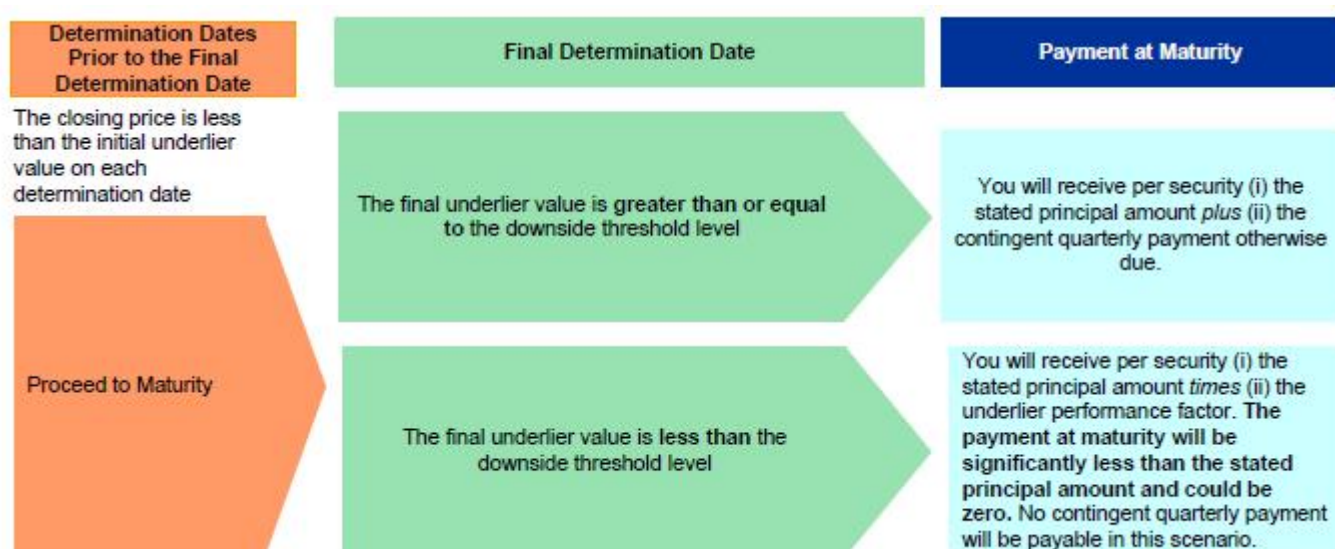 Determination Dates
Prior to the Final
Determination Date
Final Determination Date
Payment at Maturity
The closing price is less
than the initial underlier
value on each
determination date
Proceed to Maturity
The final underlier value is greater than or equal
to the downside threshold level
You will receive per security (i) the
stated principal amount plus (ii) the
contingent quarterly payment otherwise
due.
The final underlier value is less than the
downside threshold level
You will receive per security (i) the
stated principal amount times (ii) the
underlier performance factor. The
payment at maturity will be
significantly less than the stated
principal amount and could be
zero. No contingent quarterly payment
will be payable in this scenario.